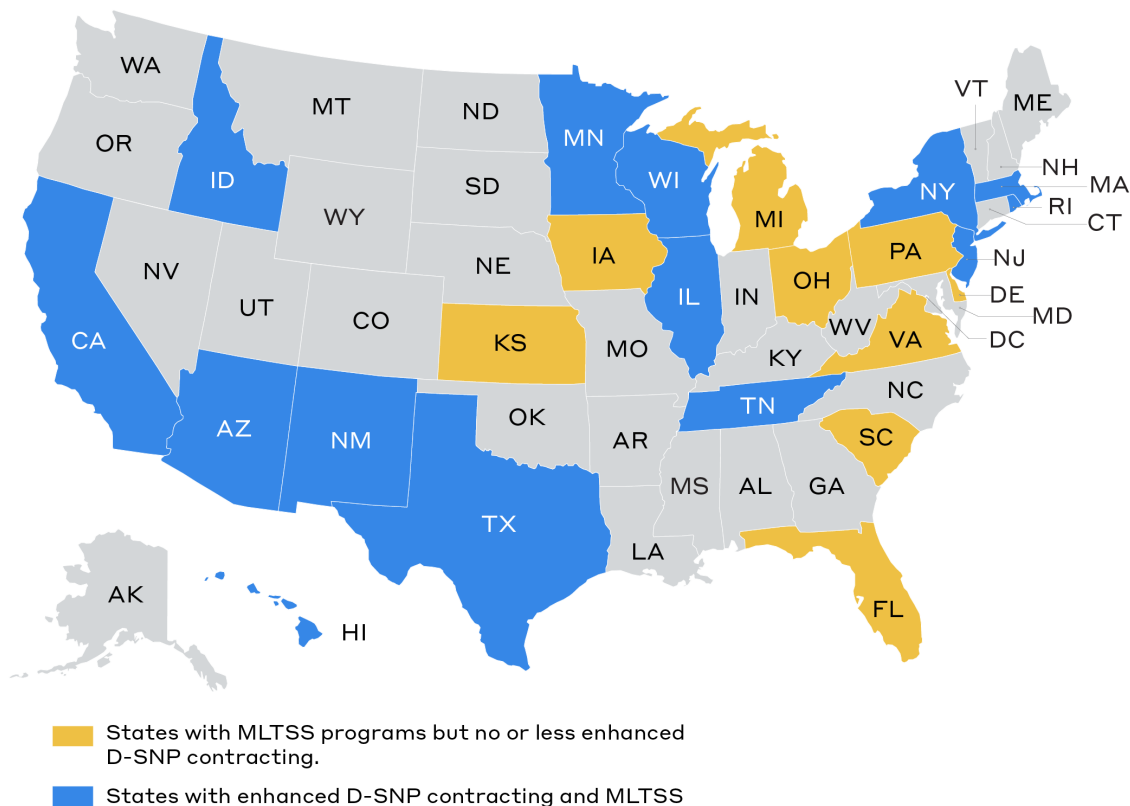 WA
VT
ME
MT
ND
MN
OR
NH
ID
SD
WI
NY
MA
WY
MI
RI
CT
IA
PA
NE
NV
NJ
OH
IL
IN
DE
UT
CO
WV
MD
CA
KS
VA
DC
MO
KY
NC
TN
OK
AZ
NM
SC
AR
MS
AL
GA
TX
LA
AK
FL
HI
States with MLTSS programs but no or less enhanced
D-SNP contracting.
States with enhanced D-SNP contracting and MLTSS